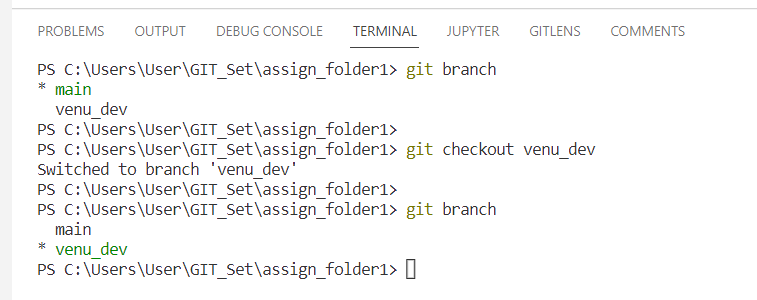 PROBLEMS OUTPUT DEBUG CONSOLE TERMINAL JUPYTER GITLENS COMMENTS
PS C:\Users\User\GIT_Set\assign_folder1> git branch
* main
  venu_dev
PS C:\Users\User\GIT_Set\assign_folder1>
PS C:\Users\User\GIT_Set\assign_folder1> git checkout venu_dev
Switched to branch 'venu_dev'
PS C:\Users\User\GIT_Set\assign_folder1>
PS C:\Users\User\GIT_Set\assign_folder1> git branch
  main
* venu_dev
PS C:\Users\User\GIT_Set\assign_folder1>